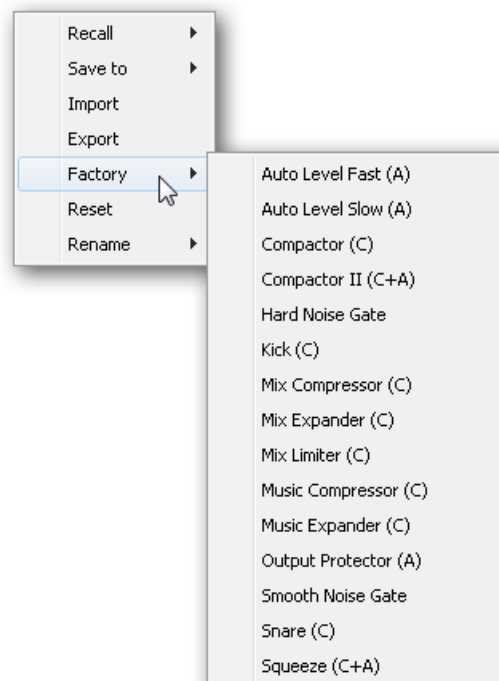 Recall
Save to
Import
Export
Factory
Reset
Rename
Auto Level Fast (A)
Auto Level Slow (A)
Compactor (C)
Compactor II (C+A)
Hard Noise Gate
Kick (C)
Mix Compressor (C)
Mix Expander (C)
Mix Limiter (C)
Music Compressor (C)
Music Expander (C)
Output Protector (A)
Smooth Noise Gate
Snare (C)
Squeeze (C+A)